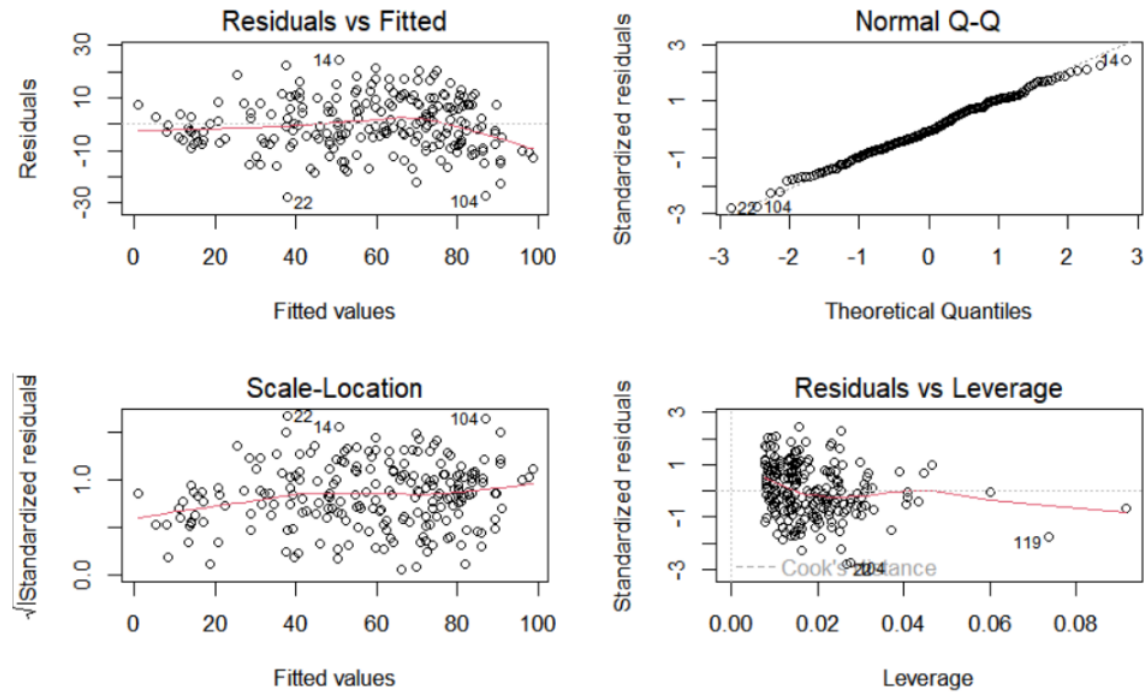 Residuals vs Fitted
Residuals
30
10
-10
-30
14
22
104
0 20 40 60 80 100
Fitted values
Normal Q-Q
Standardized residuals
3
1
-1
-3
14
22 104
-3 -2 -1 0 1 2 3
Theoretical Quantiles
Scale-Location
√|Standardized residuals|
1.0
0.0
22
14
104
0 20 40 60 80 100
Fitted values
Residuals vs Leverage
Standardized residuals
3
1
-1
-3
119
22 104
Cook's distance
0.00 0.02 0.04 0.06 0.08
Leverage